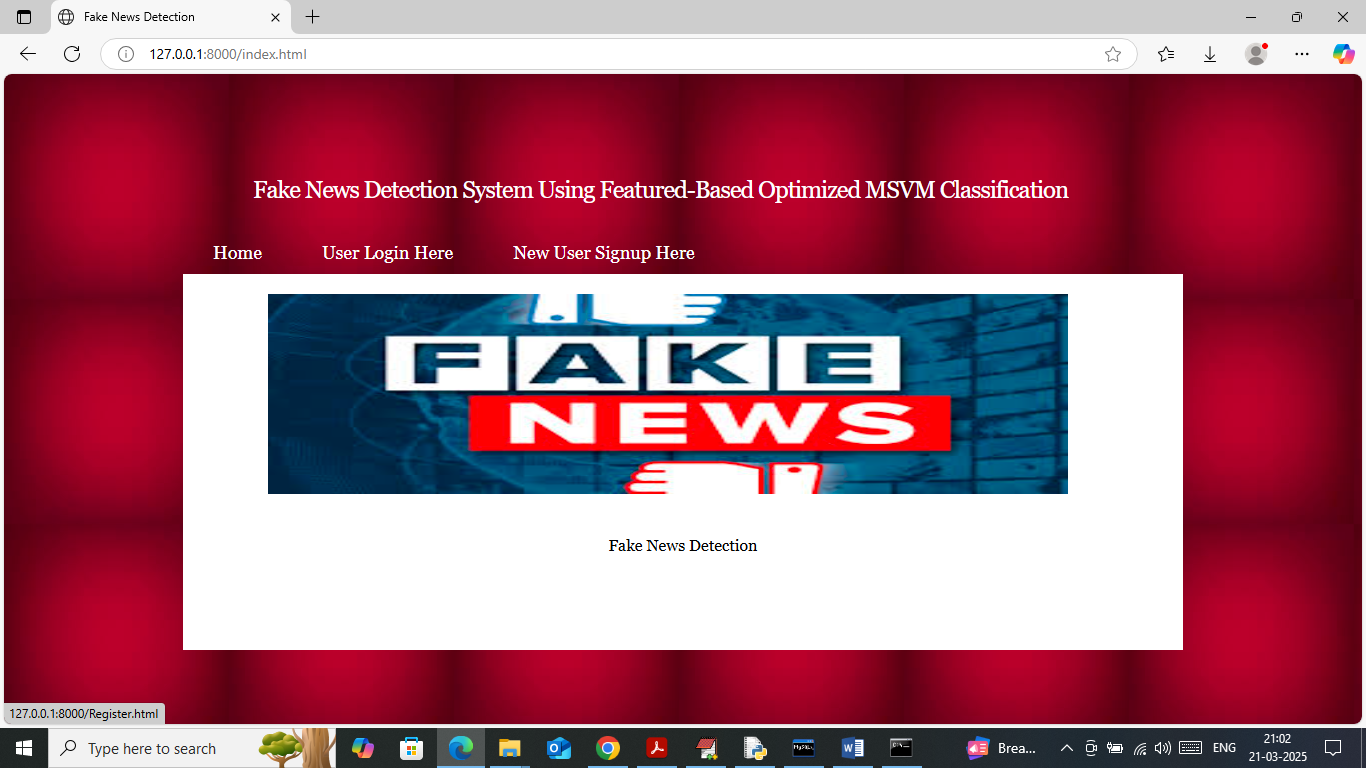 Fake News Detection
127.0.0.1:8000/index.html
Fake News Detection System Using Featured-Based Optimized MSVM Classification
Home User Login Here New User Signup Here
FAKE
NEWS
Fake News Detection
127.0.0.1:8000/Register.html
Type here to search
Brea...
ENG
21:02
21-03-2025